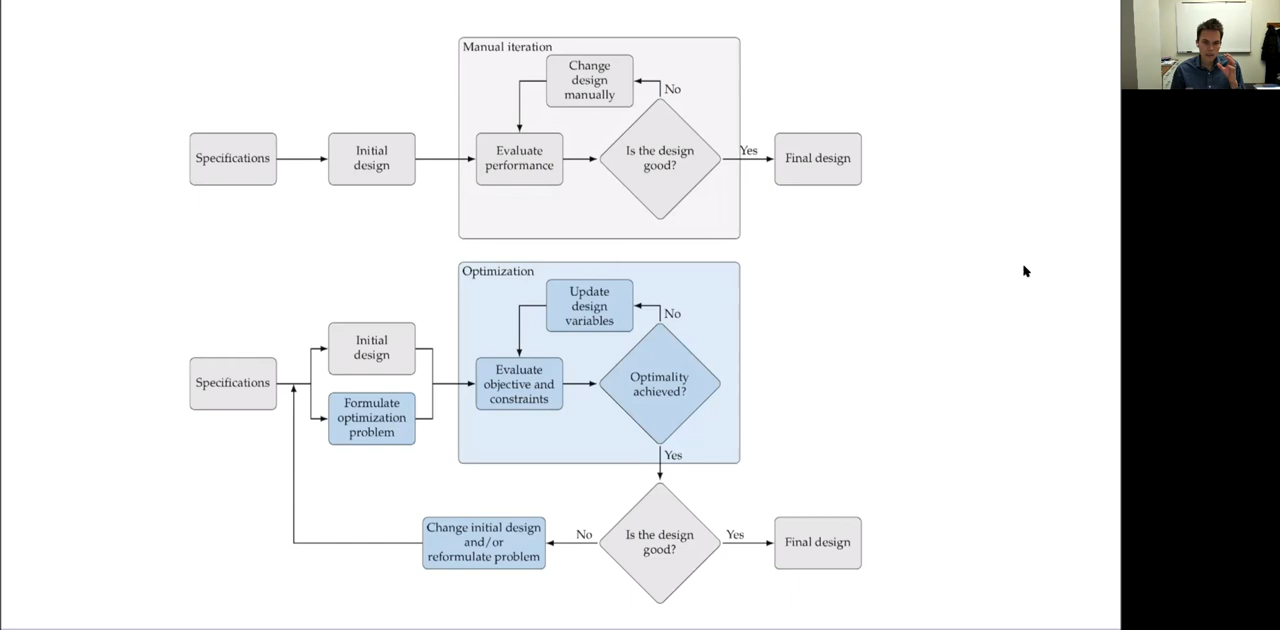 Manual iteration
Change
design
manually
No
Specifications
Initial
design
Evaluate
performance
Is the design
good?
Yes
Final design
Optimization
Update
design
variables
No
Specifications
Initial
design
Formulate
optimization
problem
Evaluate
objective and
constraints
Optimality
achieved?
Yes
Change initial design
and/or
reformulate problem
No
Is the design
good?
Yes
Final design